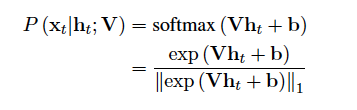 P (x_t|h_t; V) = softmax (Vh_t + b)
= exp (Vh_t + b) / ‖exp (Vh_t + b)‖_1